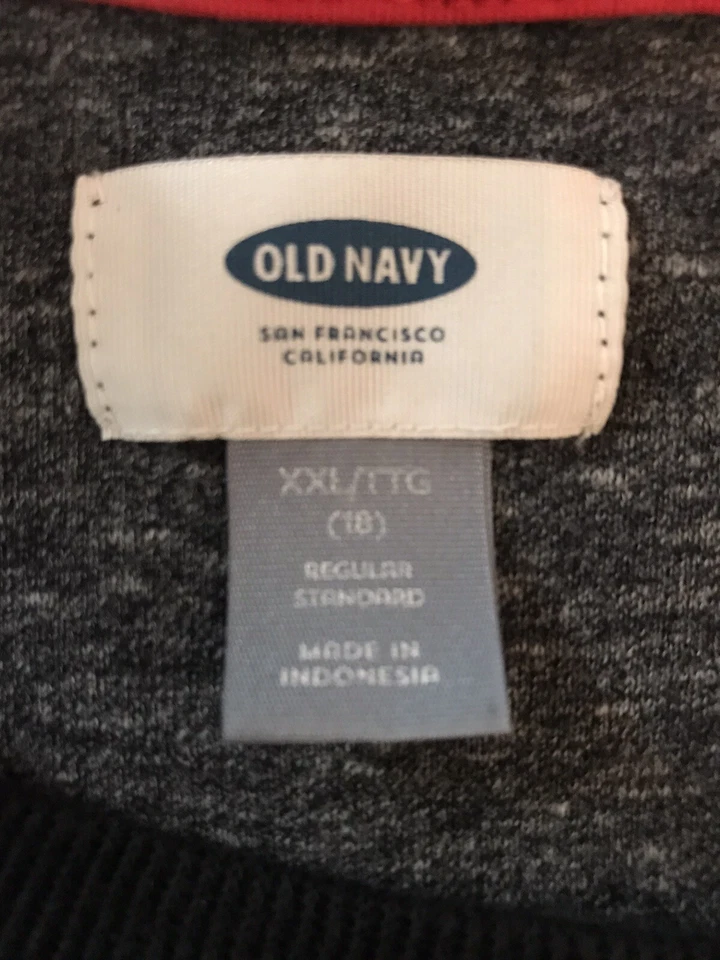 OLD NAVY
SAN FRANCISCO
CALIFORNIA
XXL/TTG
(18)
REGULAR
STANDARD
MADE IN
INDONESIA